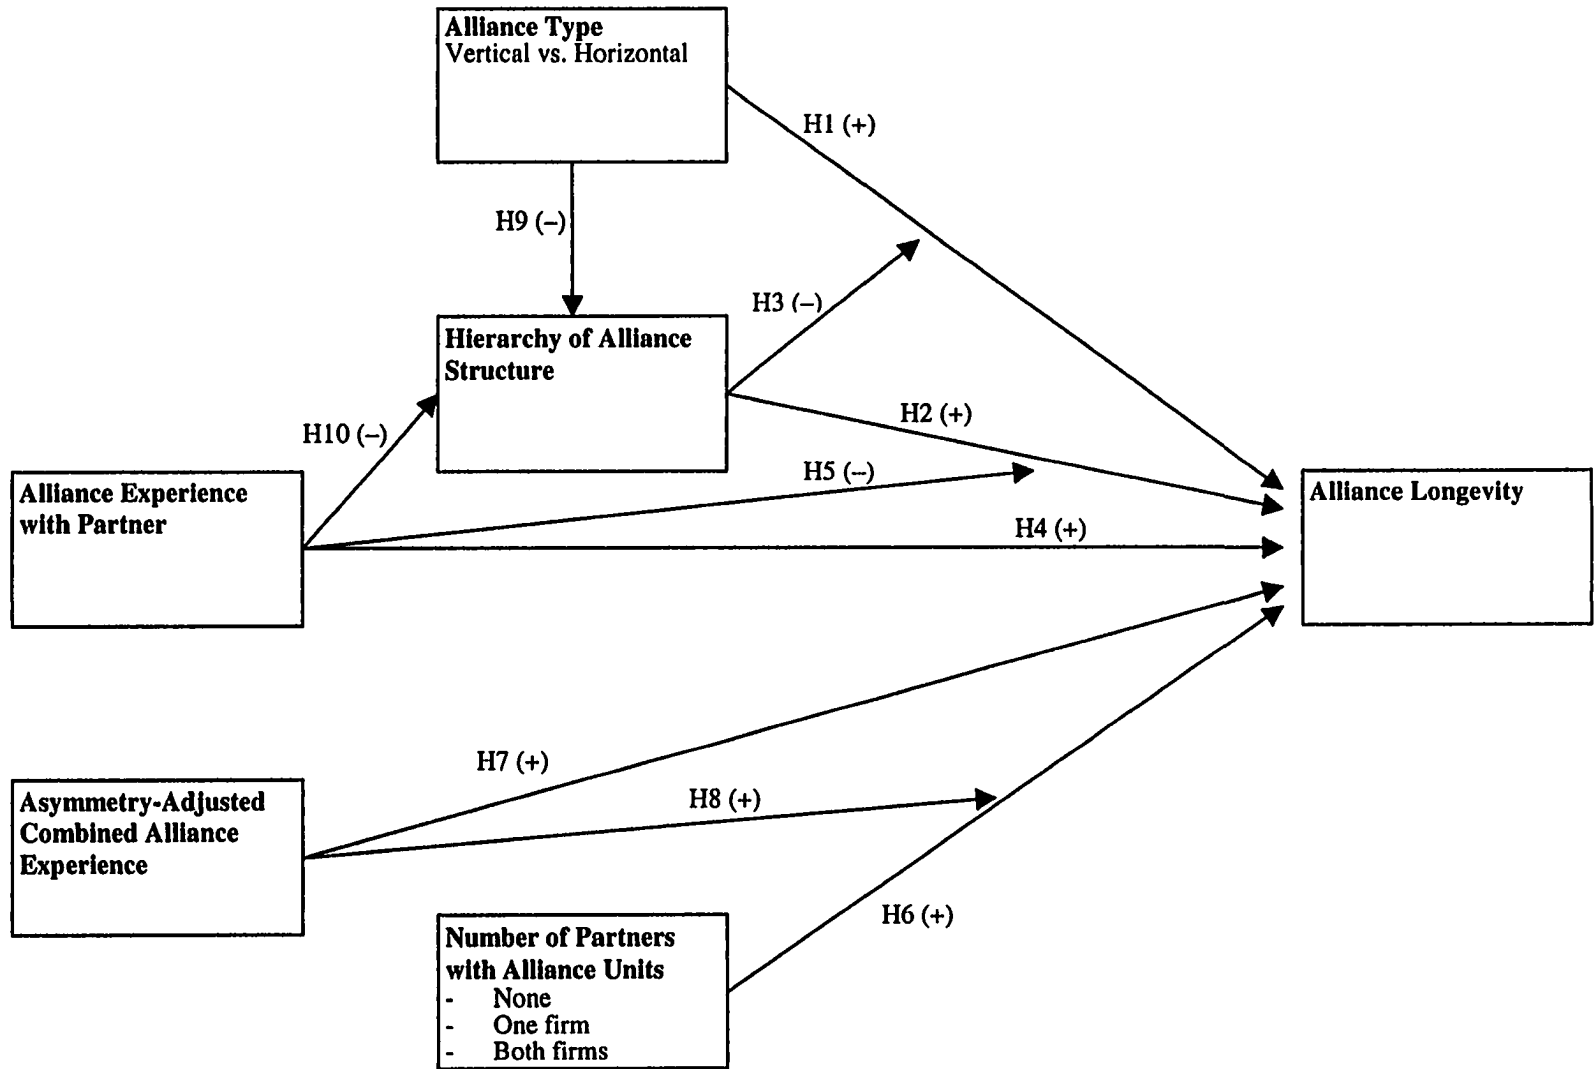 Alliance Type
Vertical vs. Horizontal
H1 (+)
H9 (–)
H3 (–)
Hierarchy of Alliance
Structure
H2 (+)
H10 (–)
H5 (–)
Alliance Experience
with Partner
Alliance Longevity
H4 (+)
H7 (+)
H8 (+)
Asymmetry-Adjusted
Combined Alliance
Experience
H6 (+)
Number of Partners
with Alliance Units
- None
- One firm
- Both firms